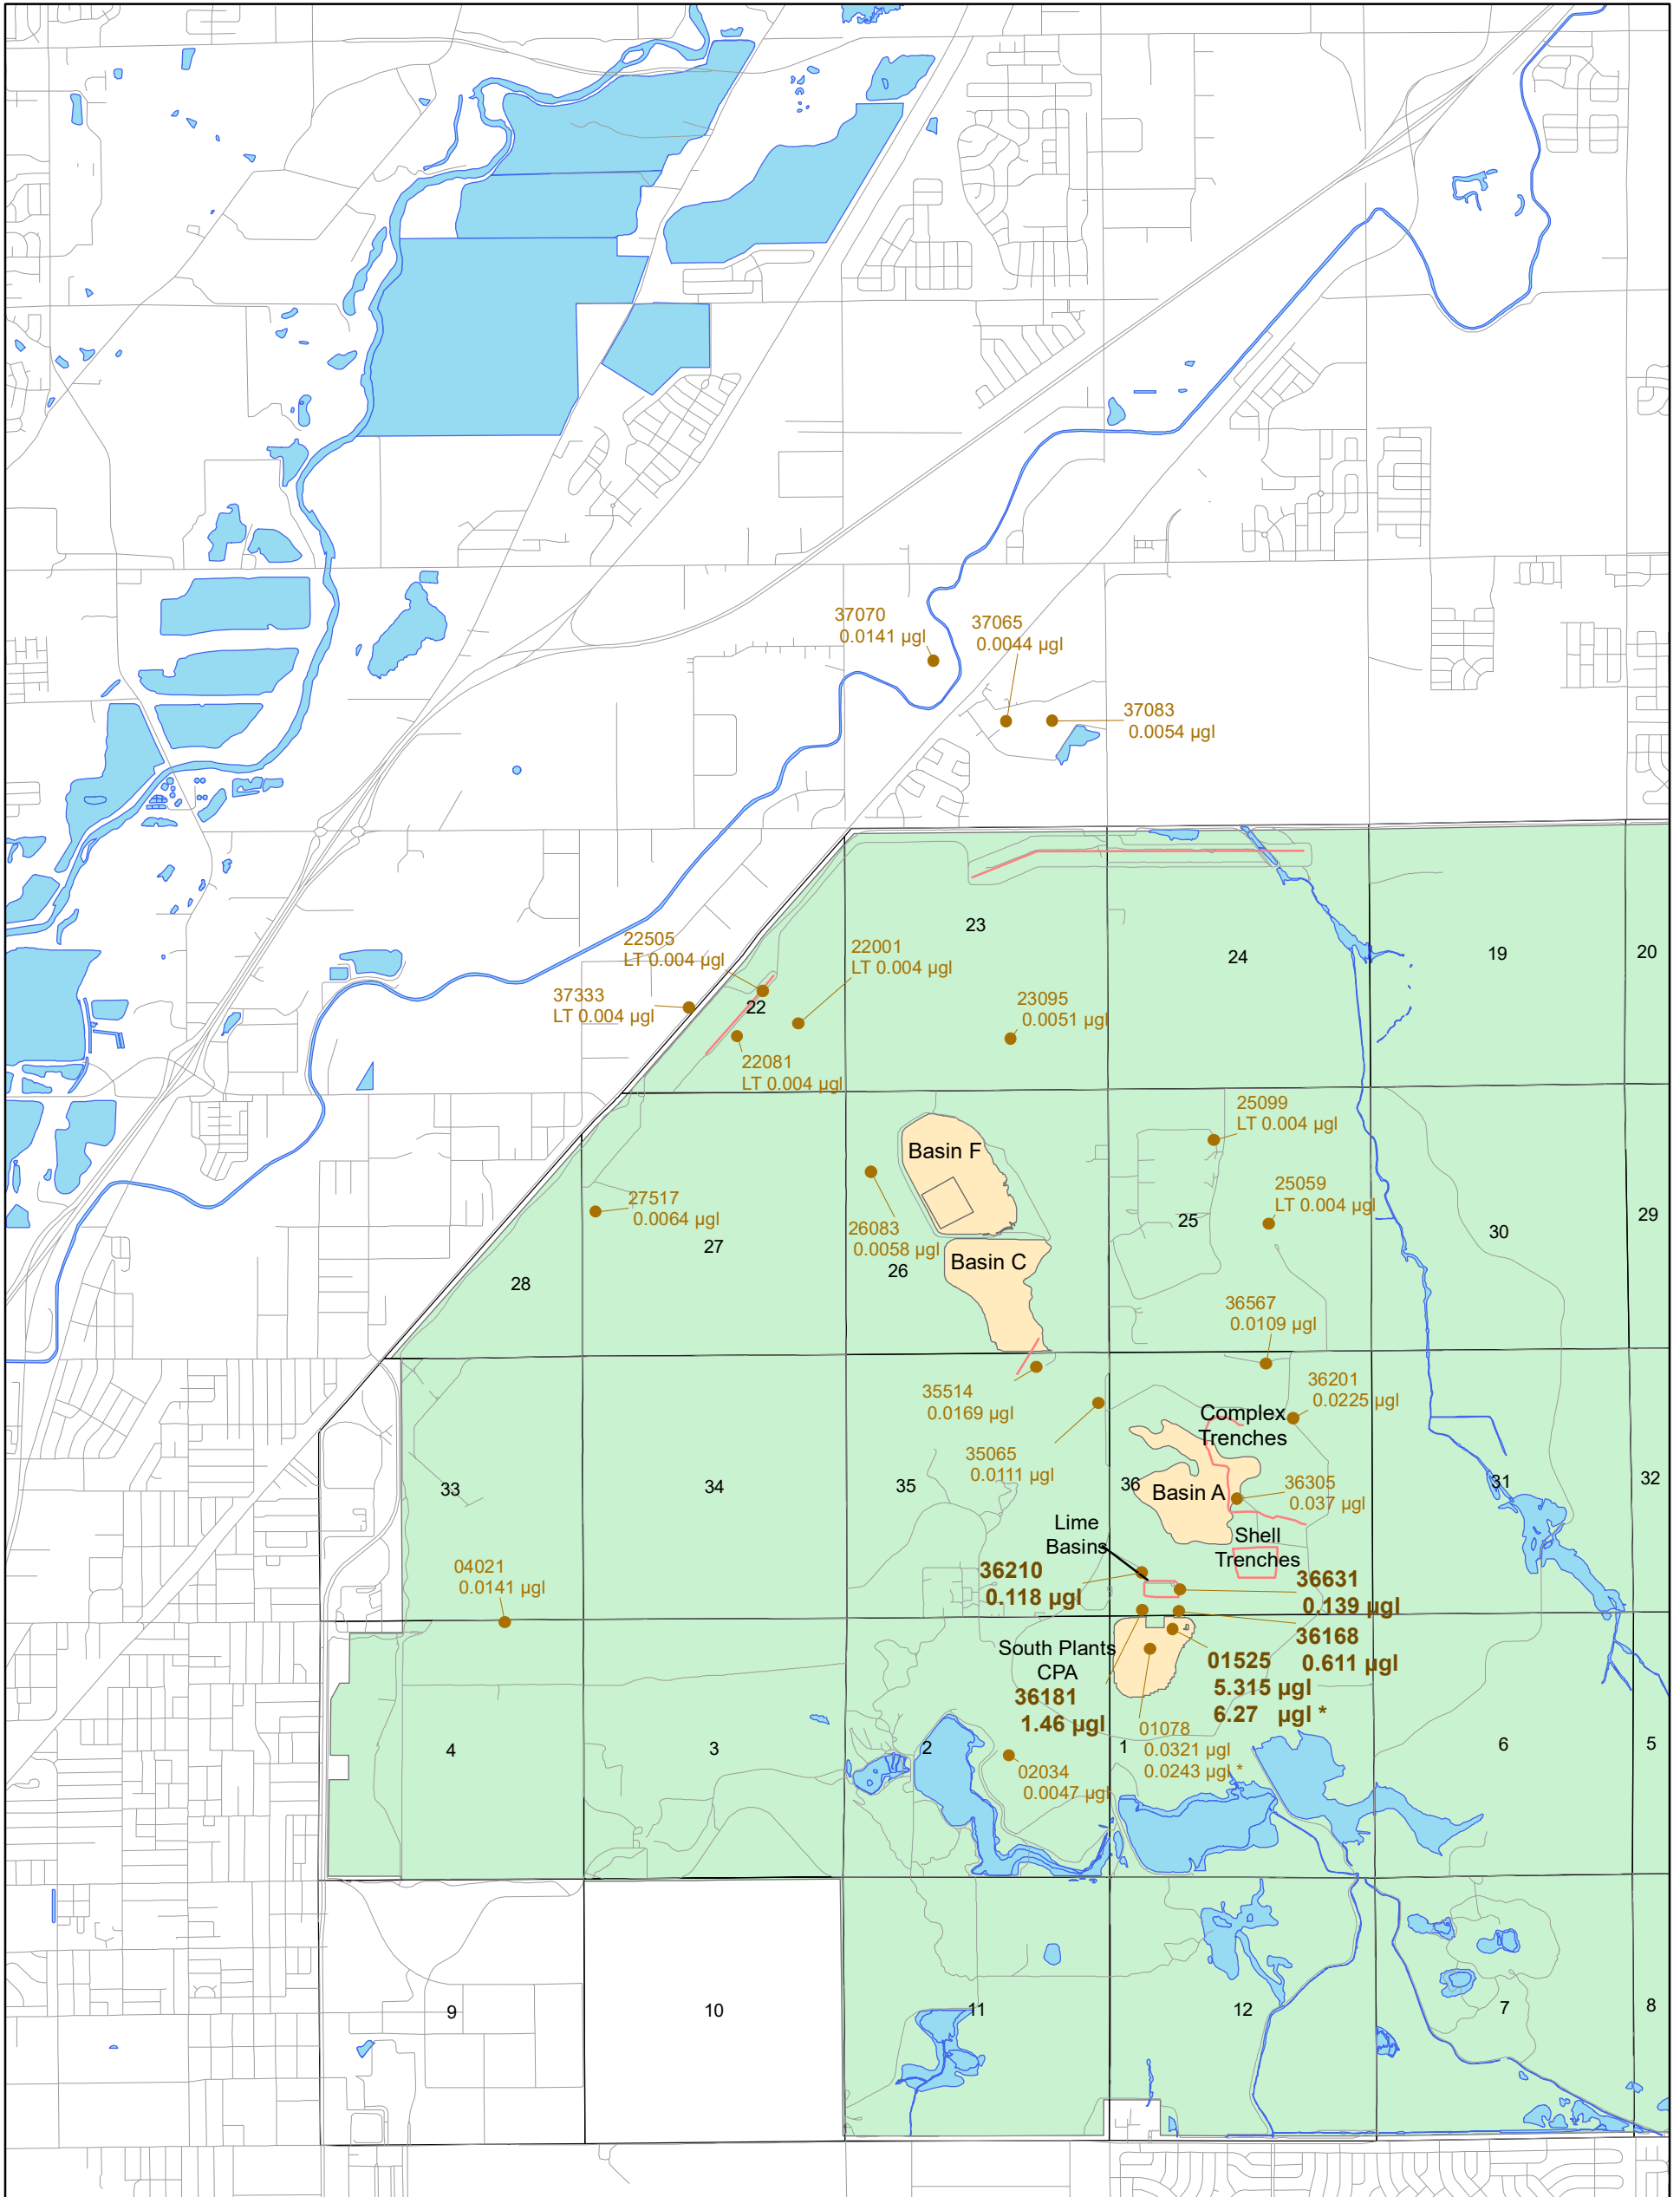 37070
0.0141 µgl
37065
0.0044 µgl
37083
0.0054 µgl
23
24
19
20
22505
LT 0.004 µgl
22001
LT 0.004 µgl
37333
LT 0.004 µgl
22
23095
0.0051 µgl
22081
LT 0.004 µgl
25099
LT 0.004 µgl
Basin F
27517
0.0064 µgl
25059
LT 0.004 µgl
26083
0.0058 µgl
25
29
30
27
Basin C
26
28
36567
0.0109 µgl
35514
0.0169 µgl
36201
0.0225 µgl
Complex
Trenches
35065
0.0111 µgl
33
34
35
36
Basin A
36305
0.037 µgl
31
32
Lime
Basins
Shell
Trenches
04021
0.0141 µgl
36210
0.118 µgl
36631
0.139 µgl
36168
0.611 µgl
South Plants
CPA
01525
5.315 µgl
6.27 µgl *
36181
1.46 µgl
01078
0.0321 µgl
0.0243 µgl *
4
3
2
1
6
5
02034
0.0047 µgl
9
10
11
12
7
8